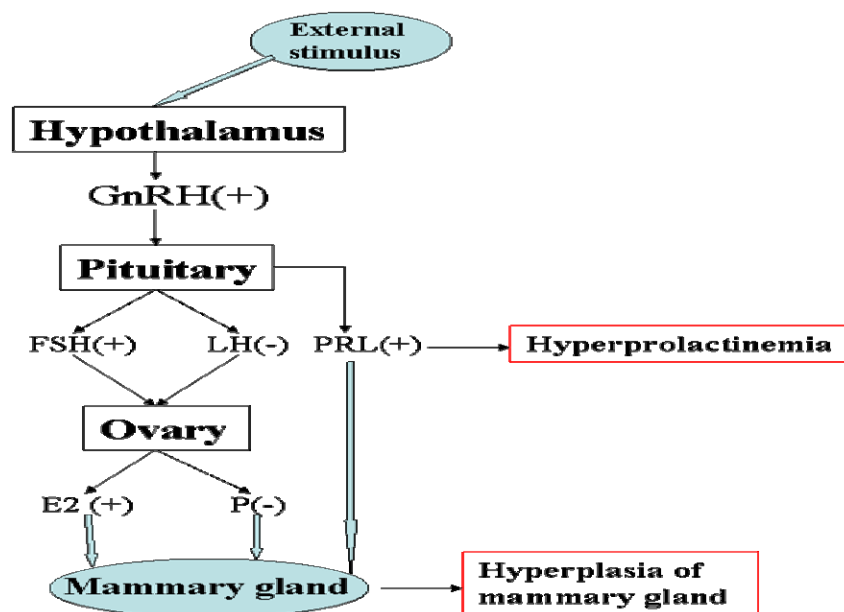 External
stimulus
Hypothalamus
GnRH(+)
Pituitary
FSH(+) LH(-) PRL(+) Hyperprolactinemia
Ovary
E2 (+) P(-)
Mammary gland
Hyperplasia of
mammary gland